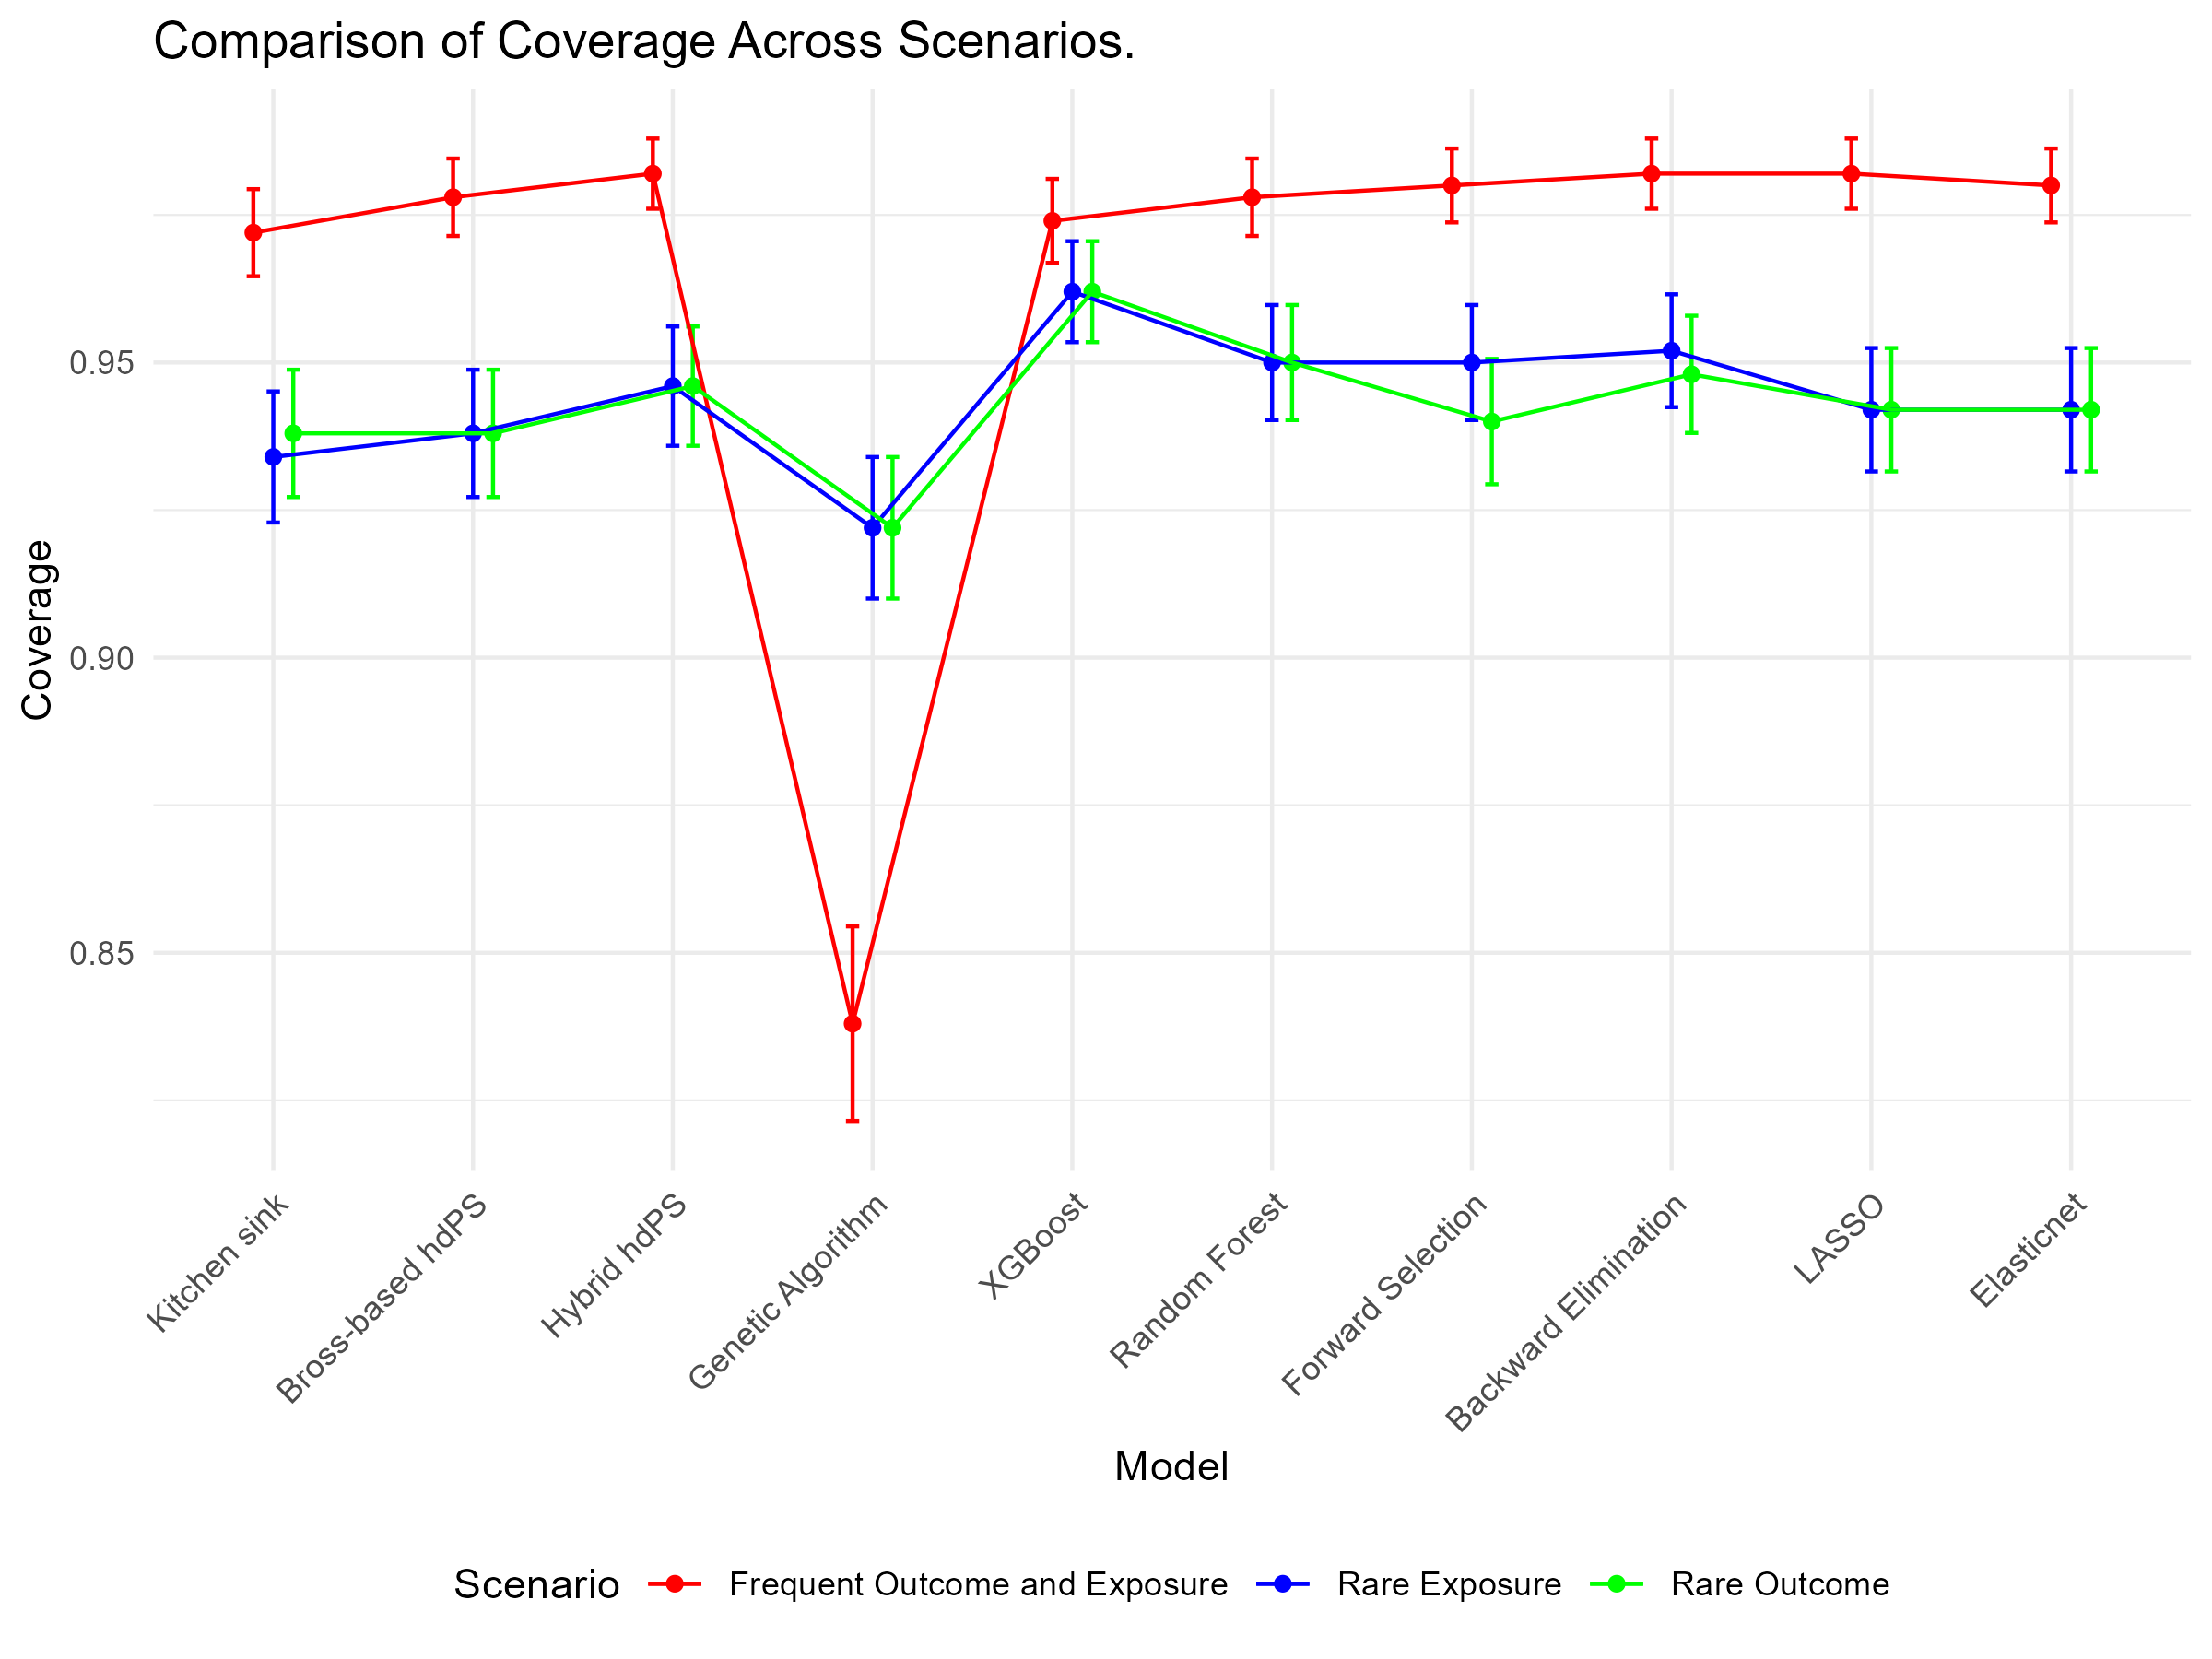 Comparison of Coverage Across Scenarios.
Coverage
0.95
0.90
0.85
Kitchen sink
Bross-based hdPS
Hybrid hdPS
Genetic Algorithm
XGBoost
Random Forest
Forward Selection
Backward Elimination
LASSO
Elasticnet
Model
Scenario Frequent Outcome and Exposure Rare Exposure Rare Outcome